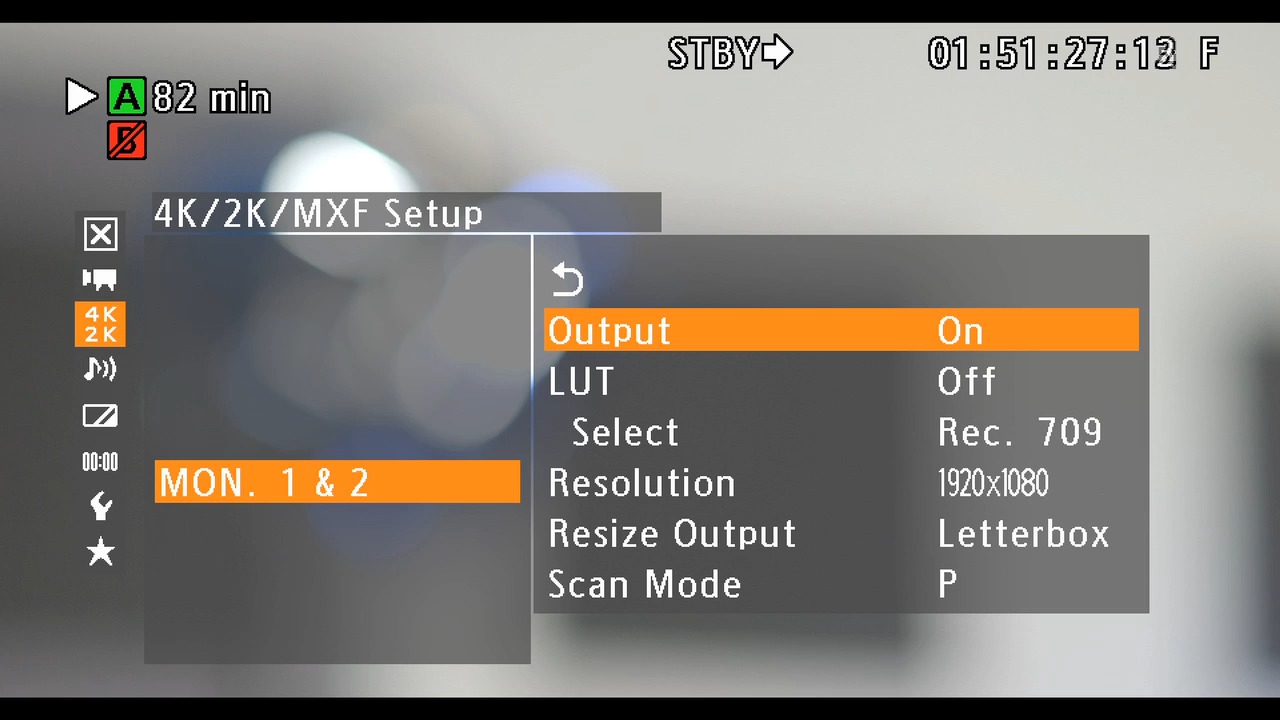 STBY 01:51:27:12 F
A 82 min
B
4K/2K/MXF Setup
4K
2K
Output On
LUT Off
Select Rec. 709
00:00
MON. 1 & 2
Resolution 1920x1080
Resize Output Letterbox
Scan Mode P